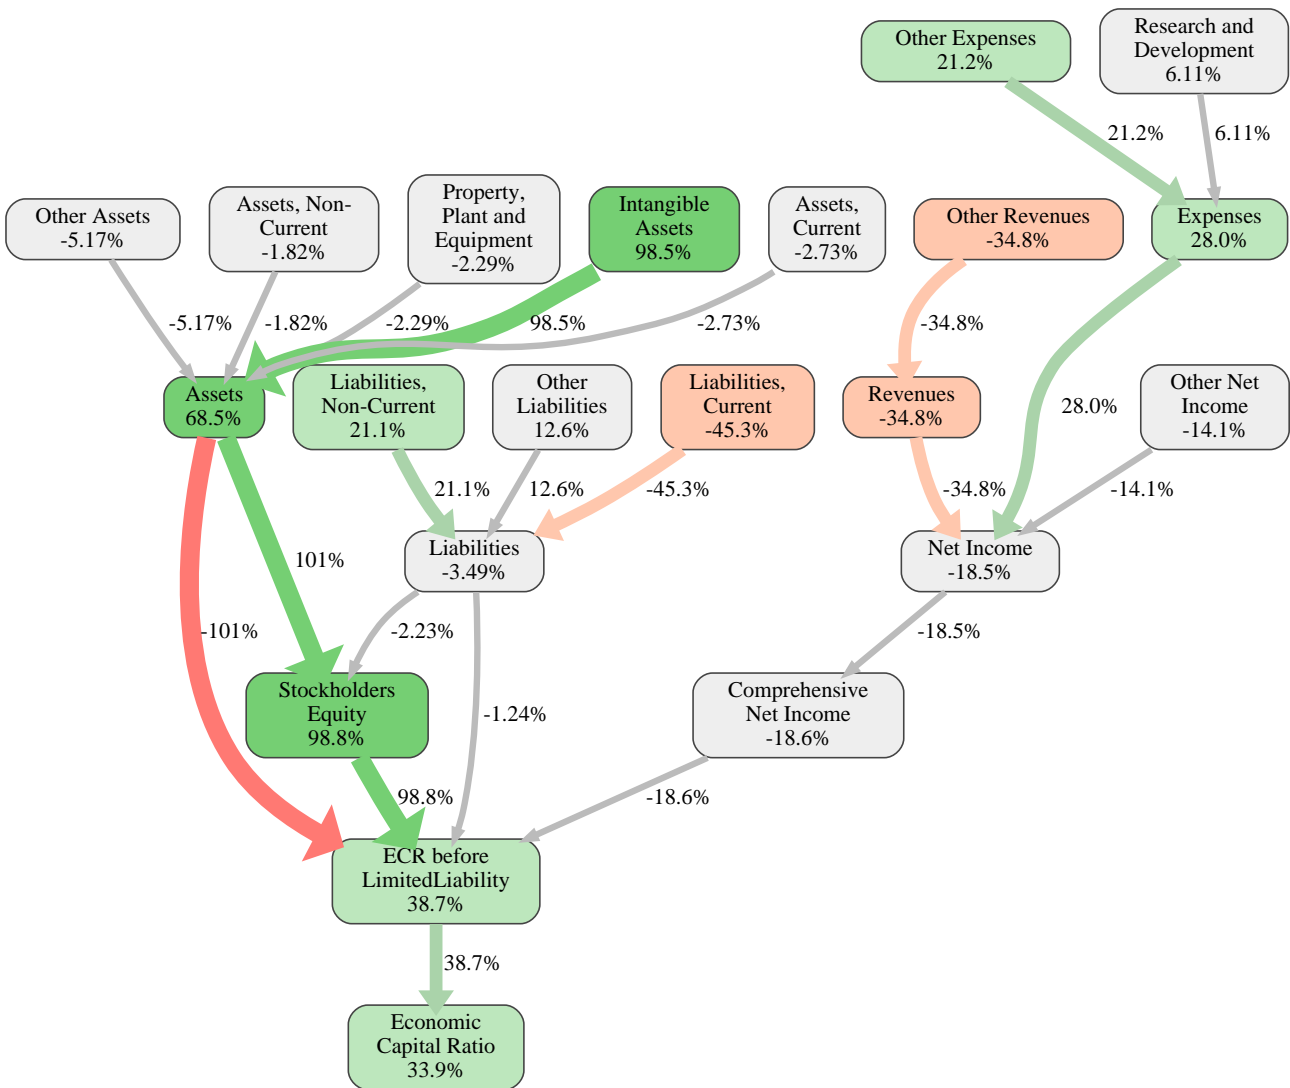 Other Expenses
21.2%
Research and
Development
6.11%
21.2%
6.11%
Other Assets
-5.17%
Assets, Non-
Current
-1.82%
Property,
Plant and
Equipment
-2.29%
Intangible
Assets
98.5%
Assets,
Current
-2.73%
Other Revenues
-34.8%
Expenses
28.0%
-5.17%
-1.82%
-2.29%
98.5%
-2.73%
-34.8%
Assets
68.5%
Liabilities,
Non-Current
21.1%
Other
Liabilities
12.6%
Liabilities,
Current
-45.3%
Revenues
-34.8%
28.0%
Other Net
Income
-14.1%
21.1%
12.6%
-45.3%
-34.8%
-14.1%
101%
Liabilities
-3.49%
Net Income
-18.5%
-101%
-2.23%
-18.5%
Stockholders
Equity
98.8%
-1.24%
Comprehensive
Net Income
-18.6%
98.8%
-18.6%
ECR before
LimitedLiability
38.7%
38.7%
Economic
Capital Ratio
33.9%